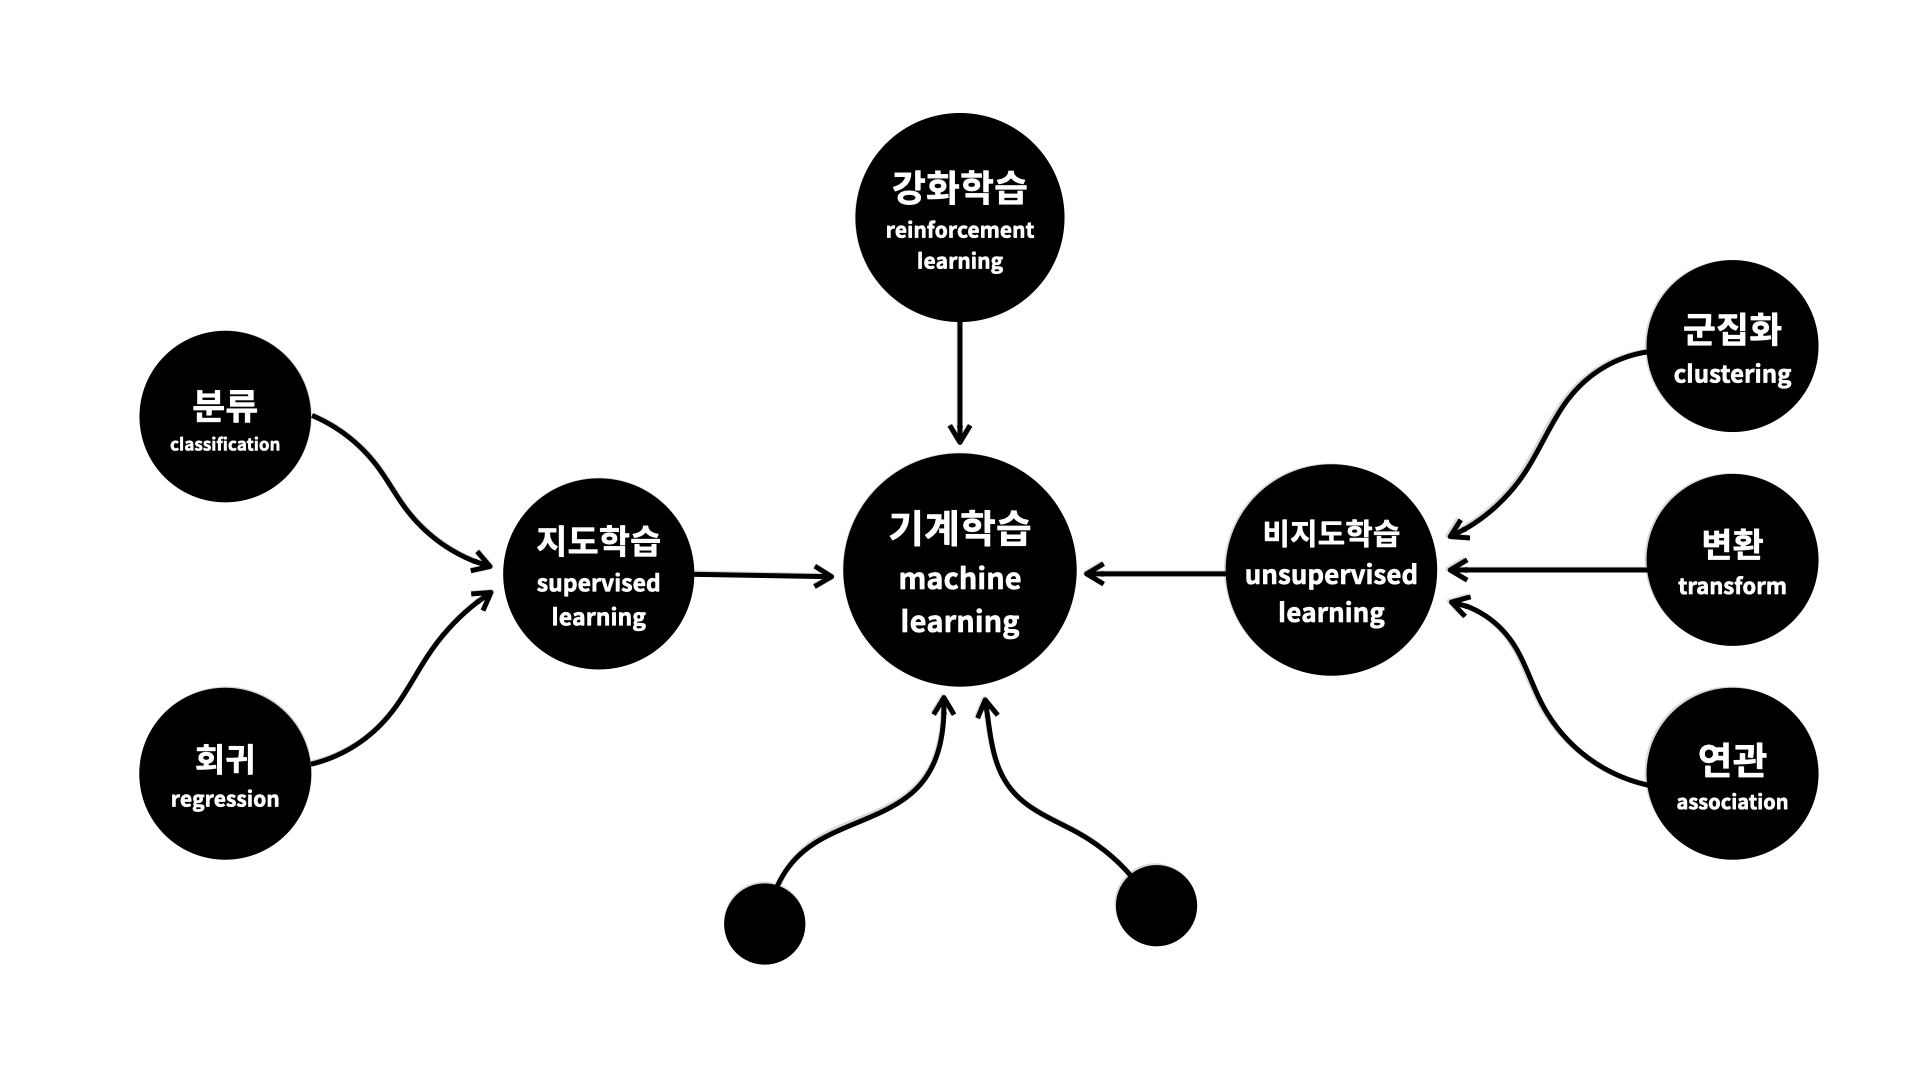 강화학습
reinforcement
learning
분류
classification
회귀
regression
지도학습
supervised
learning
기계학습
machine
learning
비지도학습
unsupervised
learning
군집화
clustering
변환
transform
연관
association